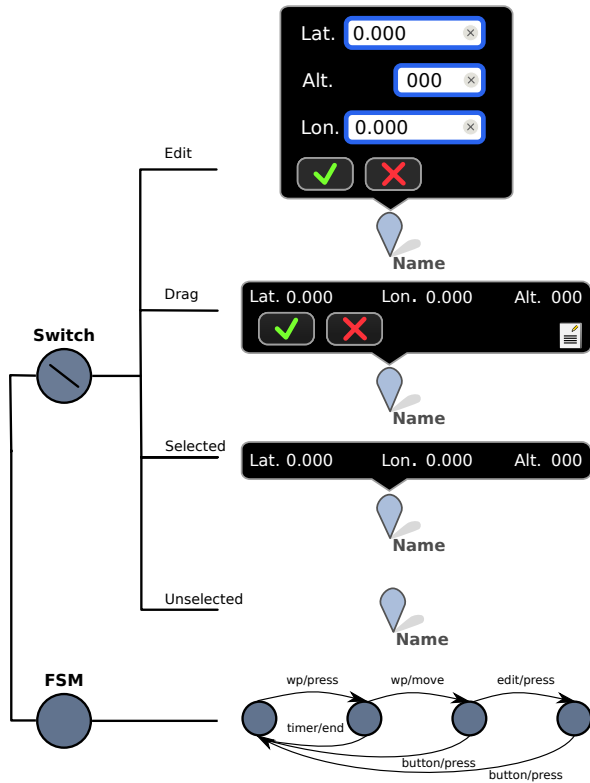 Lat. 0.000
Alt. 000
Lon. 0.000
Edit
Name
Drag
Lat. 0.000 Lon. 0.000 Alt. 000
Switch
Name
Selected
Lat. 0.000 Lon. 0.000 Alt. 000
Name
Unselected
Name
FSM
wp/press wp/move edit/press
timer/end
button/press
button/press